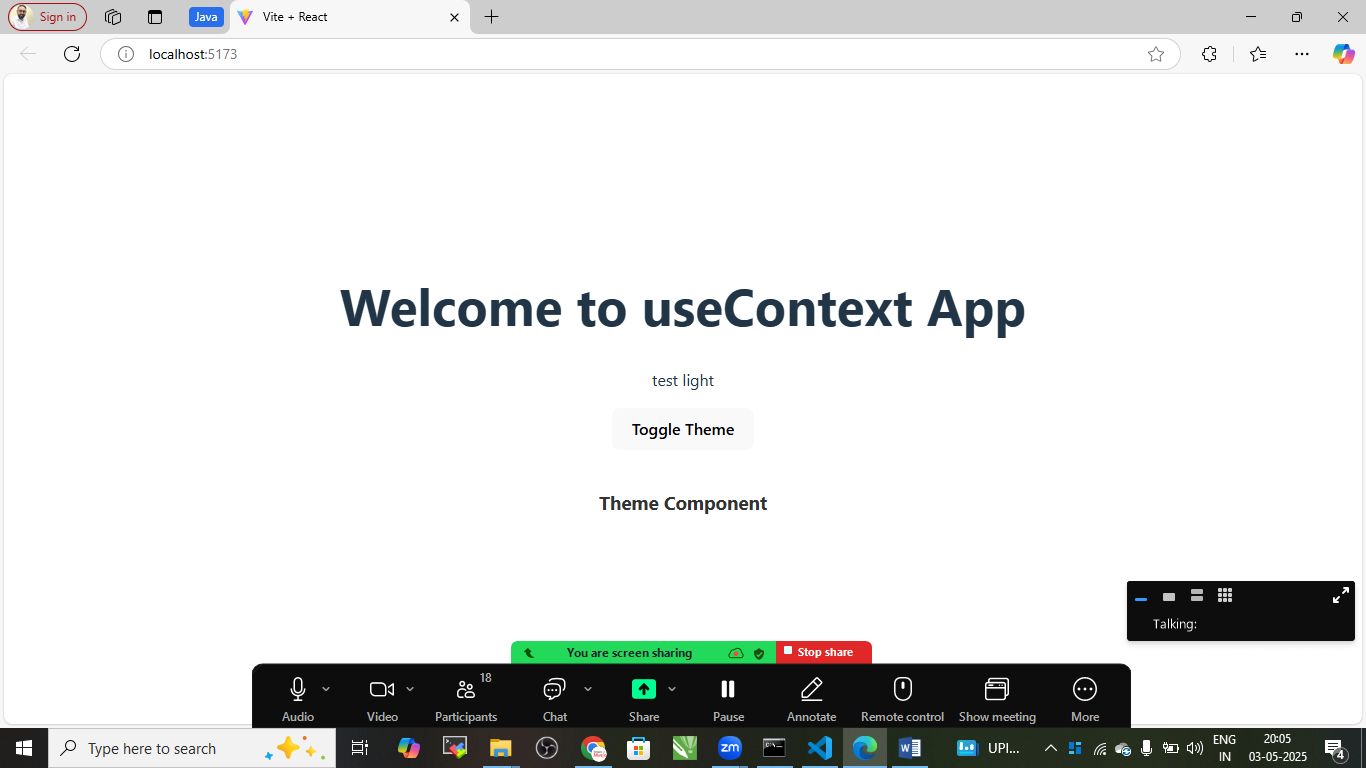 Sign in
Java
Vite + React
localhost:5173
Welcome to useContext App
test light
Toggle Theme
Theme Component
Talking:
You are screen sharing
Stop share
18
Audio
Video
Participants
Chat
Share
Pause
Annotate
Remote control
Show meeting
More
Type here to search
zm
UPI...
ENG
IN
20:05
03-05-2025
4